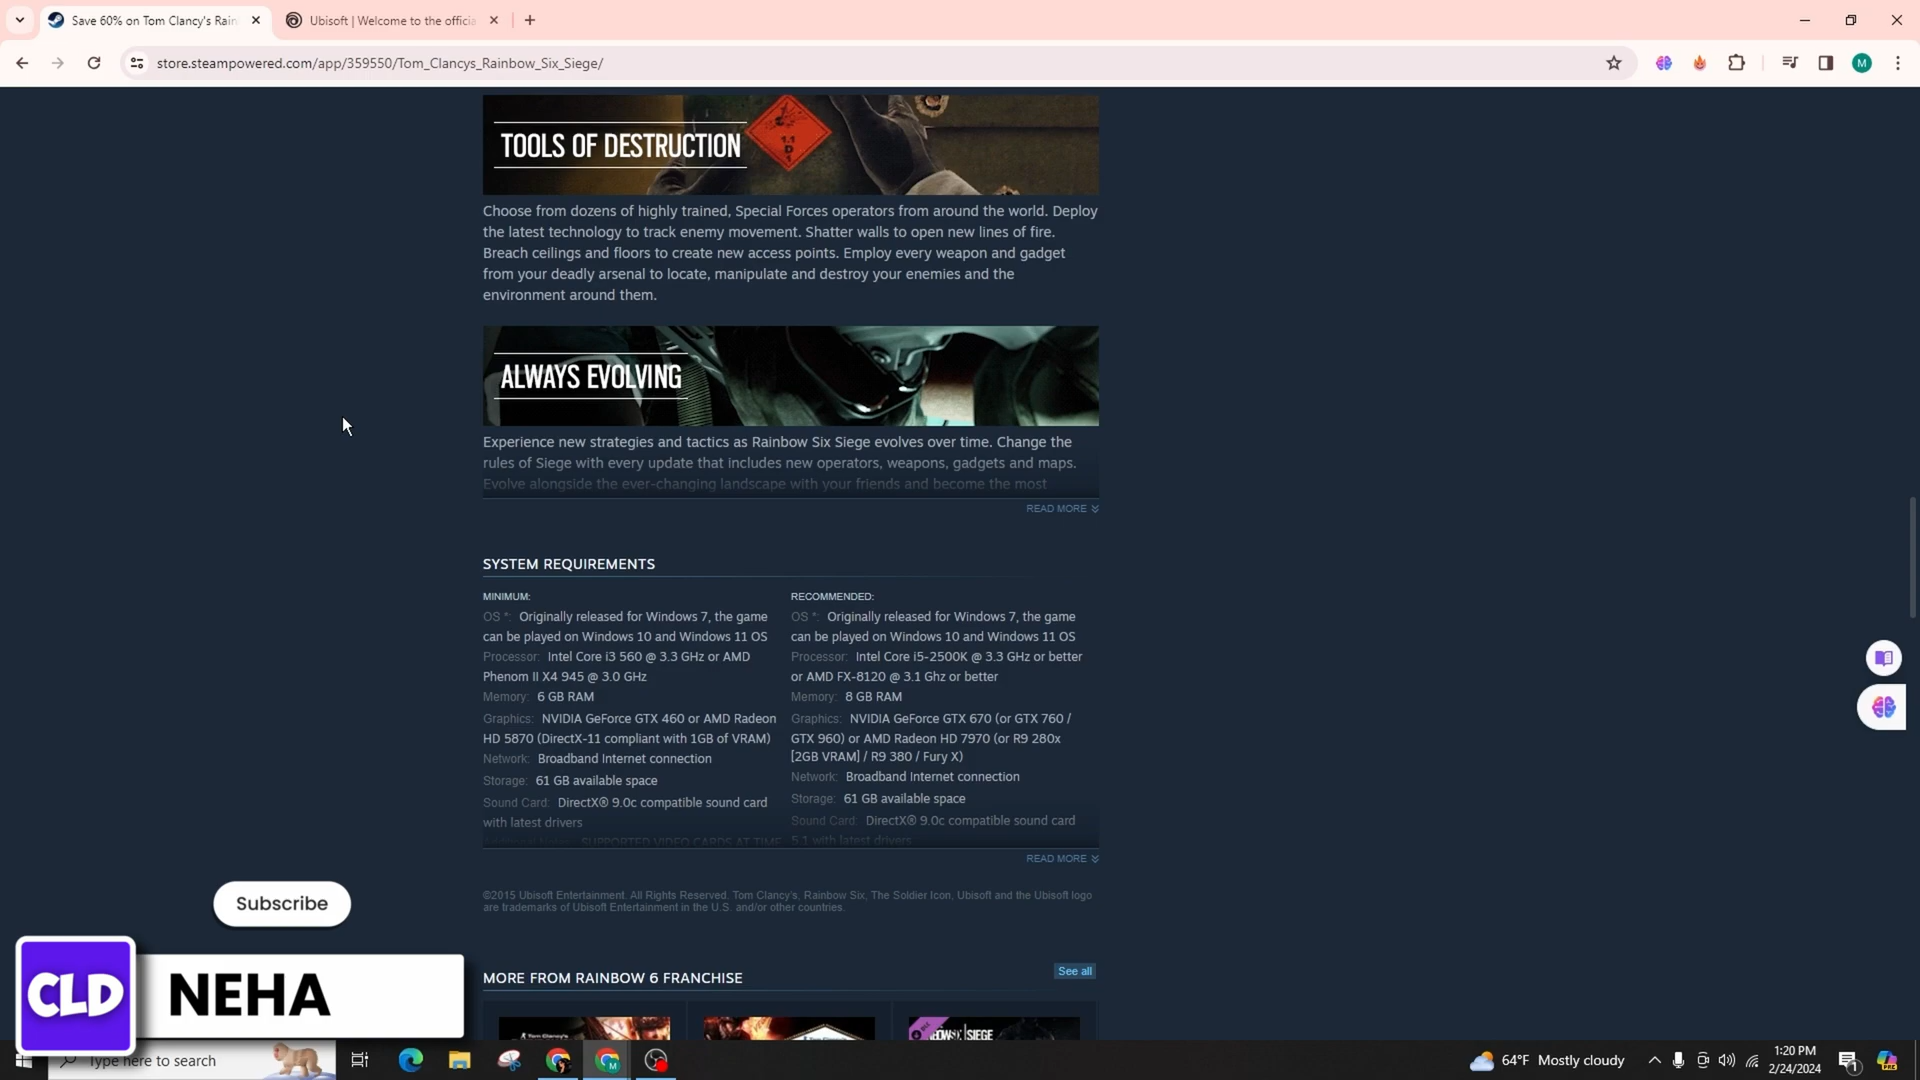 Save 60% on Tom Clancy's Rain
Ubisoft | Welcome to the officia
store.steampowered.com/app/359550/Tom_Clancys_Rainbow_Six_Siege/
M
TOOLS OF DESTRUCTION
1.1
D
1
Choose from dozens of highly trained, Special Forces operators from around the world. Deploy
the latest technology to track enemy movement. Shatter walls to open new lines of fire.
Breach ceilings and floors to create new access points. Employ every weapon and gadget
from your deadly arsenal to locate, manipulate and destroy your enemies and the
environment around them.
ALWAYS EVOLVING
Experience new strategies and tactics as Rainbow Six Siege evolves over time. Change the
rules of Siege with every update that includes new operators, weapons, gadgets and maps.
Evolve alongside the ever-changing landscape with your friends and become the most
READ MORE
SYSTEM REQUIREMENTS
MINIMUM:
OS *: Originally released for Windows 7, the game
can be played on Windows 10 and Windows 11 OS
Processor: Intel Core i3 560 @ 3.3 GHz or AMD
Phenom II X4 945 @ 3.0 GHz
Memory: 6 GB RAM
Graphics: NVIDIA GeForce GTX 460 or AMD Radeon
HD 5870 (DirectX-11 compliant with 1GB of VRAM)
Network: Broadband Internet connection
Storage: 61 GB available space
Sound Card: DirectX® 9.0c compatible sound card
with latest drivers
SUPPORTED VIDEO CARDS AT TIME
RECOMMENDED:
OS *: Originally released for Windows 7, the game
can be played on Windows 10 and Windows 11 OS
Processor: Intel Core i5-2500K @ 3.3 GHz or better
or AMD FX-8120 @ 3.1 Ghz or better
Memory: 8 GB RAM
Graphics: NVIDIA GeForce GTX 670 (or GTX 760 /
GTX 960) or AMD Radeon HD 7970 (or R9 280x
[2GB VRAM] / R9 380 / Fury X)
Network: Broadband Internet connection
Storage: 61 GB available space
Sound Card: DirectX® 9.0c compatible sound card
5.1 with latest drivers
READ MORE
©2015 Ubisoft Entertainment. All Rights Reserved. Tom Clancy's, Rainbow Six, The Soldier Icon, Ubisoft and the Ubisoft logo
are trademarks of Ubisoft Entertainment in the U.S. and/or other countries.
MORE FROM RAINBOW 6 FRANCHISE
See all
SIEGE
Subscribe
CLD
NEHA
Type here to search
64°F Mostly cloudy
1:20 PM
2/24/2024
1